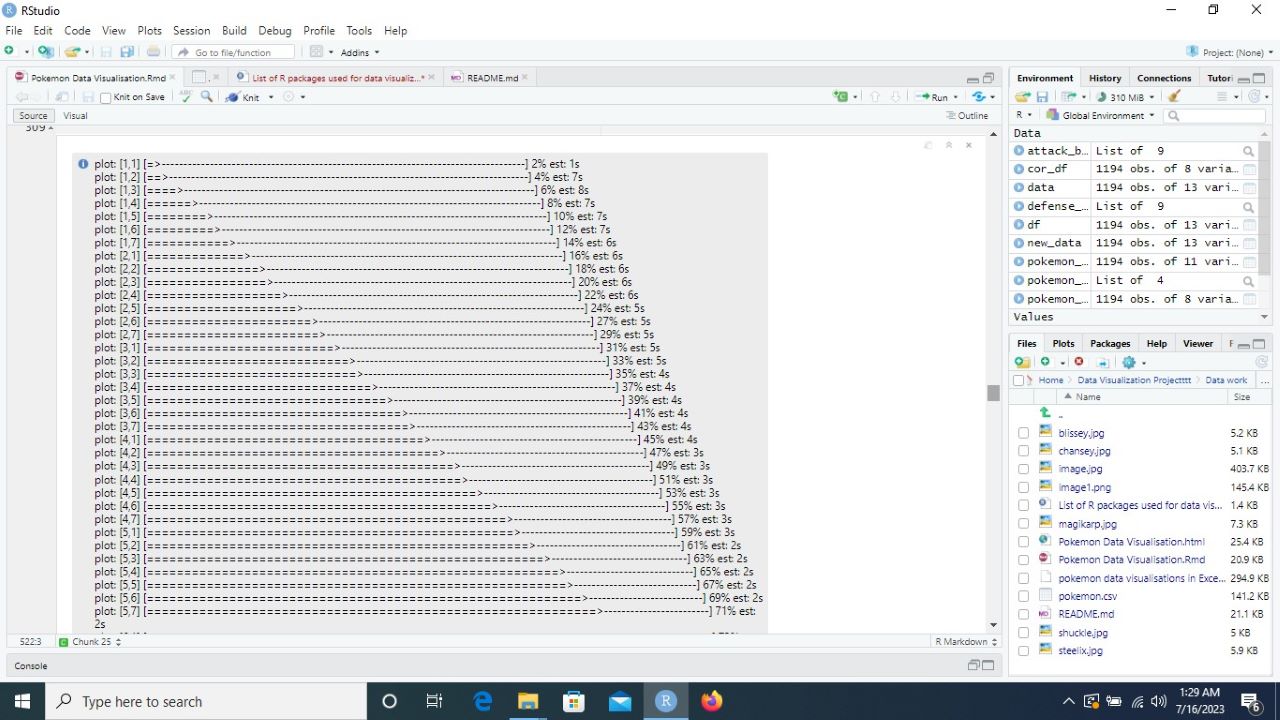 RStudio
File Edit Code View Plots Session Build Debug Profile Tools Help
Go to file/function Addins Project: (None)
Pokemon Data Visualisation.Rmd List of R packages used for data visualiz...* README.md
Knit on Save Knit Run
Source Visual Outline
309
plot: [1,1] 2% est: 1s
plot: [1,2] 4% est: 7s
plot: [1,3] 6% est: 8s
plot: [1,4] 8% est: 7s
plot: [1,5] 10% est: 7s
plot: [1,6] 12% est: 7s
plot: [1,7] 14% est: 6s
plot: [2,1] 16% est: 6s
plot: [2,2] 18% est: 6s
plot: [2,3] 20% est: 6s
plot: [2,4] 22% est: 6s
plot: [2,5] 24% est: 5s
plot: [2,6] 27% est: 5s
plot: [2,7] 29% est: 5s
plot: [3,1] 31% est: 5s
plot: [3,2] 33% est: 5s
plot: [3,3] 35% est: 4s
plot: [3,4] 37% est: 4s
plot: [3,5] 39% est: 4s
plot: [3,6] 41% est: 4s
plot: [3,7] 43% est: 4s
plot: [4,1] 45% est: 4s
plot: [4,2] 47% est: 3s
plot: [4,3] 49% est: 3s
plot: [4,4] 51% est: 3s
plot: [4,5] 53% est: 3s
plot: [4,6] 55% est: 3s
plot: [4,7] 57% est: 3s
plot: [5,1] 59% est: 3s
plot: [5,2] 61% est: 2s
plot: [5,3] 63% est: 2s
plot: [5,4] 65% est: 2s
plot: [5,5] 67% est: 2s
plot: [5,6] 69% est: 2s
plot: [5,7] 71% est:
2s
522:3 Chunk 25 R Markdown
Console
Environment History Connections Tutori
310 MiB
R Global Environment
Data
attack_b... List of 9
cor_df 1194 obs. of 8 varia...
data 1194 obs. of 13 vari...
defense_... List of 9
df 1194 obs. of 13 vari...
new_data 1194 obs. of 13 vari...
pokemon_... 1194 obs. of 11 vari...
pokemon_... List of 4
pokemon_... 1194 obs. of 8 varia...
Values
Files Plots Packages Help Viewer
Home Data Visualization Projectttt Data work ...
Name Size
..
blissey.jpg 5.2 KB
chansey.jpg 5.1 KB
image.jpg 403.7 KB
image1.png 145.4 KB
List of R packages used for data vis... 1.4 KB
magikarp.jpg 7.3 KB
Pokemon Data Visualisation.html 25.4 KB
Pokemon Data Visualisation.Rmd 20.9 KB
pokemon data visualisations in Exce... 294.9 KB
pokemon.csv 141.2 KB
README.md 21.1 KB
shuckle.jpg 5 KB
steelix.jpg 5.9 KB
Type here to search
1:29 AM
7/16/2023
6